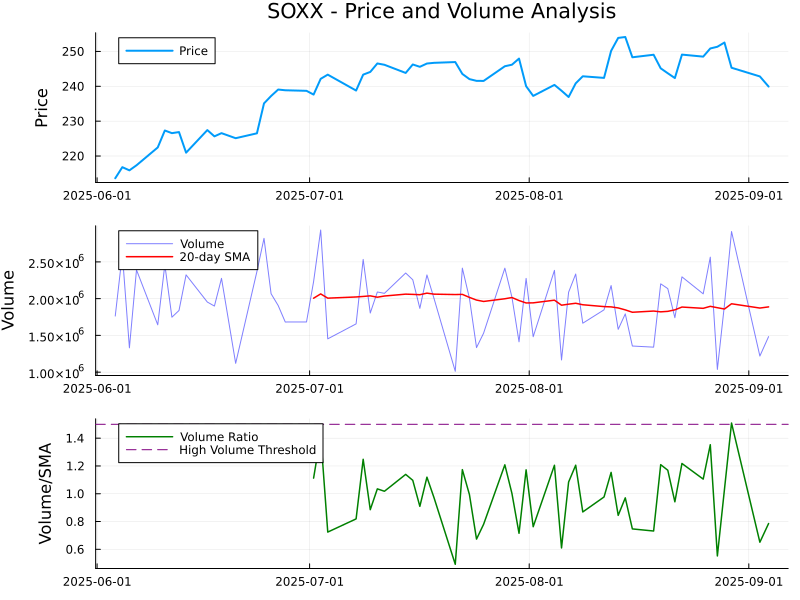 SOXX - Price and Volume Analysis
Price
250
240
230
220
Price
2025-06-01 2025-07-01 2025-08-01 2025-09-01
Volume
20-day SMA
2.50×10⁶
2.00×10⁶
1.50×10⁶
1.00×10⁶
Volume
2025-06-01 2025-07-01 2025-08-01 2025-09-01
Volume Ratio
High Volume Threshold
1.4
1.2
1.0
0.8
0.6
Volume/SMA
2025-06-01 2025-07-01 2025-08-01 2025-09-01